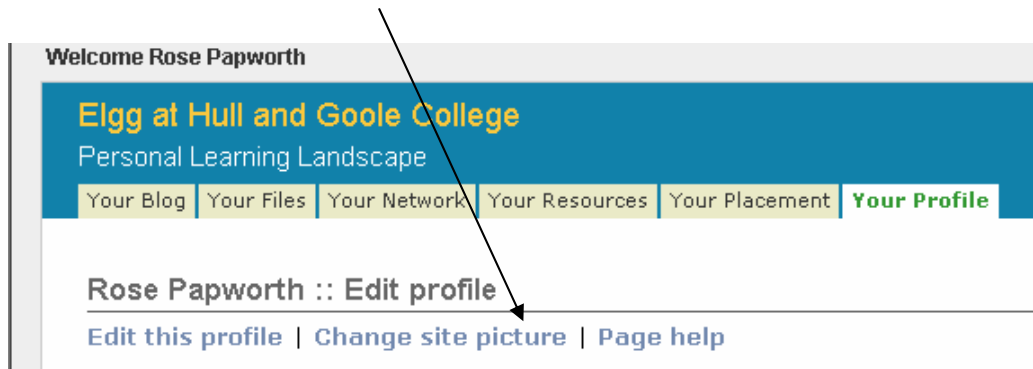 Welcome Rose Papworth
Elgg at Hull and Goole College
Personal Learning Landscape
Your Blog Your Files Your Network Your Resources Your Placement Your Profile
Rose Papworth :: Edit profile
Edit this profile | Change site picture | Page help